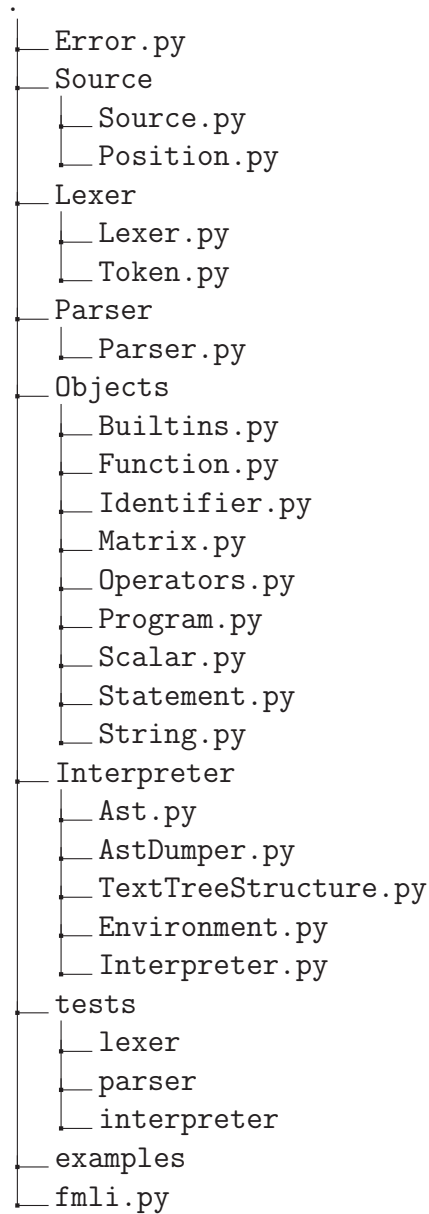 .
Error.py
Source
Source.py
Position.py
Lexer
Lexer.py
Token.py
Parser
Parser.py
Objects
Builtins.py
Function.py
Identifier.py
Matrix.py
Operators.py
Program.py
Scalar.py
Statement.py
String.py
Interpreter
Ast.py
AstDumper.py
TextTreeStructure.py
Environment.py
Interpreter.py
tests
lexer
parser
interpreter
examples
fmli.py